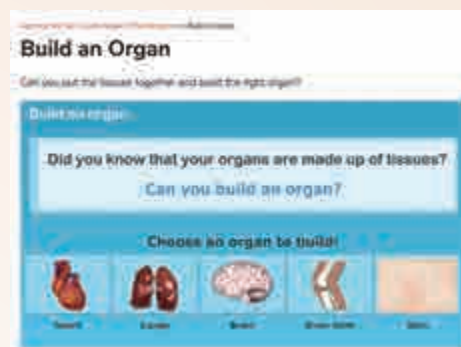 Build an Organ
Can you put the tissues together and build the right organ?
Build an organ
Did you know that your organs are made up of tissues?
Can you build an organ?
Choose an organ to build!
Heart Lungs Brain Skin